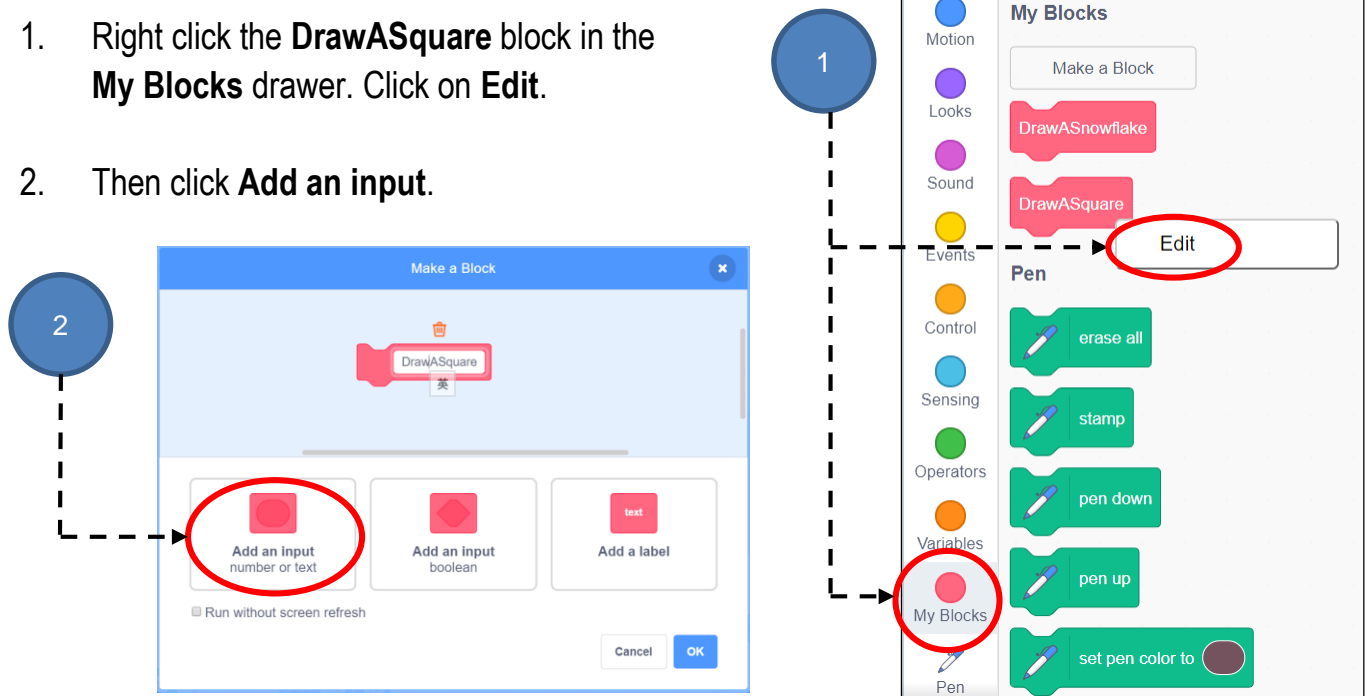 1. Right click the DrawASquare block in the
My Blocks drawer. Click on Edit.
2. Then click Add an input.
2
Make a Block
DrawASquare
英
Add an input
number or text
Add an input
boolean
text
Add a label
Run without screen refresh
Cancel
OK
1
Motion
Looks
Sound
Events
Control
Sensing
Operators
Variables
My Blocks
Pen
My Blocks
Make a Block
DrawASnowflake
DrawASquare
Edit
Pen
erase all
stamp
pen down
pen up
set pen color to